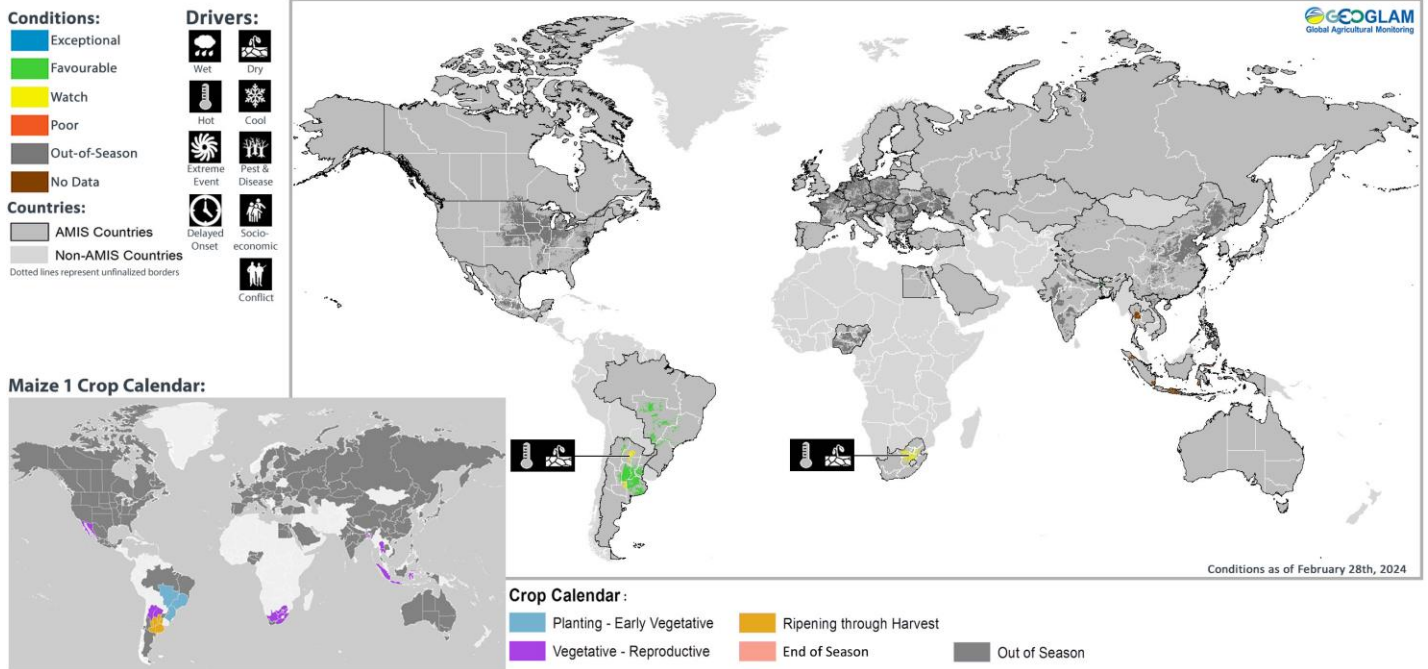 Conditions:
Exceptional
Favourable
Watch
Poor
Out-of-Season
No Data
Countries:
AMIS Countries
Non-AMIS Countries
Dotted lines represent unfinalized borders
Drivers:
Wet
Dry
Hot
Cool
Extreme
Event
Pest &
Disease
Delayed
Onset
Socio-
economic
Conflict
GEOGLAM
Global Agricultural Monitoring
Maize 1 Crop Calendar:
Conditions as of February 28th, 2024
Crop Calendar :
Planting - Early Vegetative
Ripening through Harvest
Vegetative - Reproductive
End of Season
Out of Season